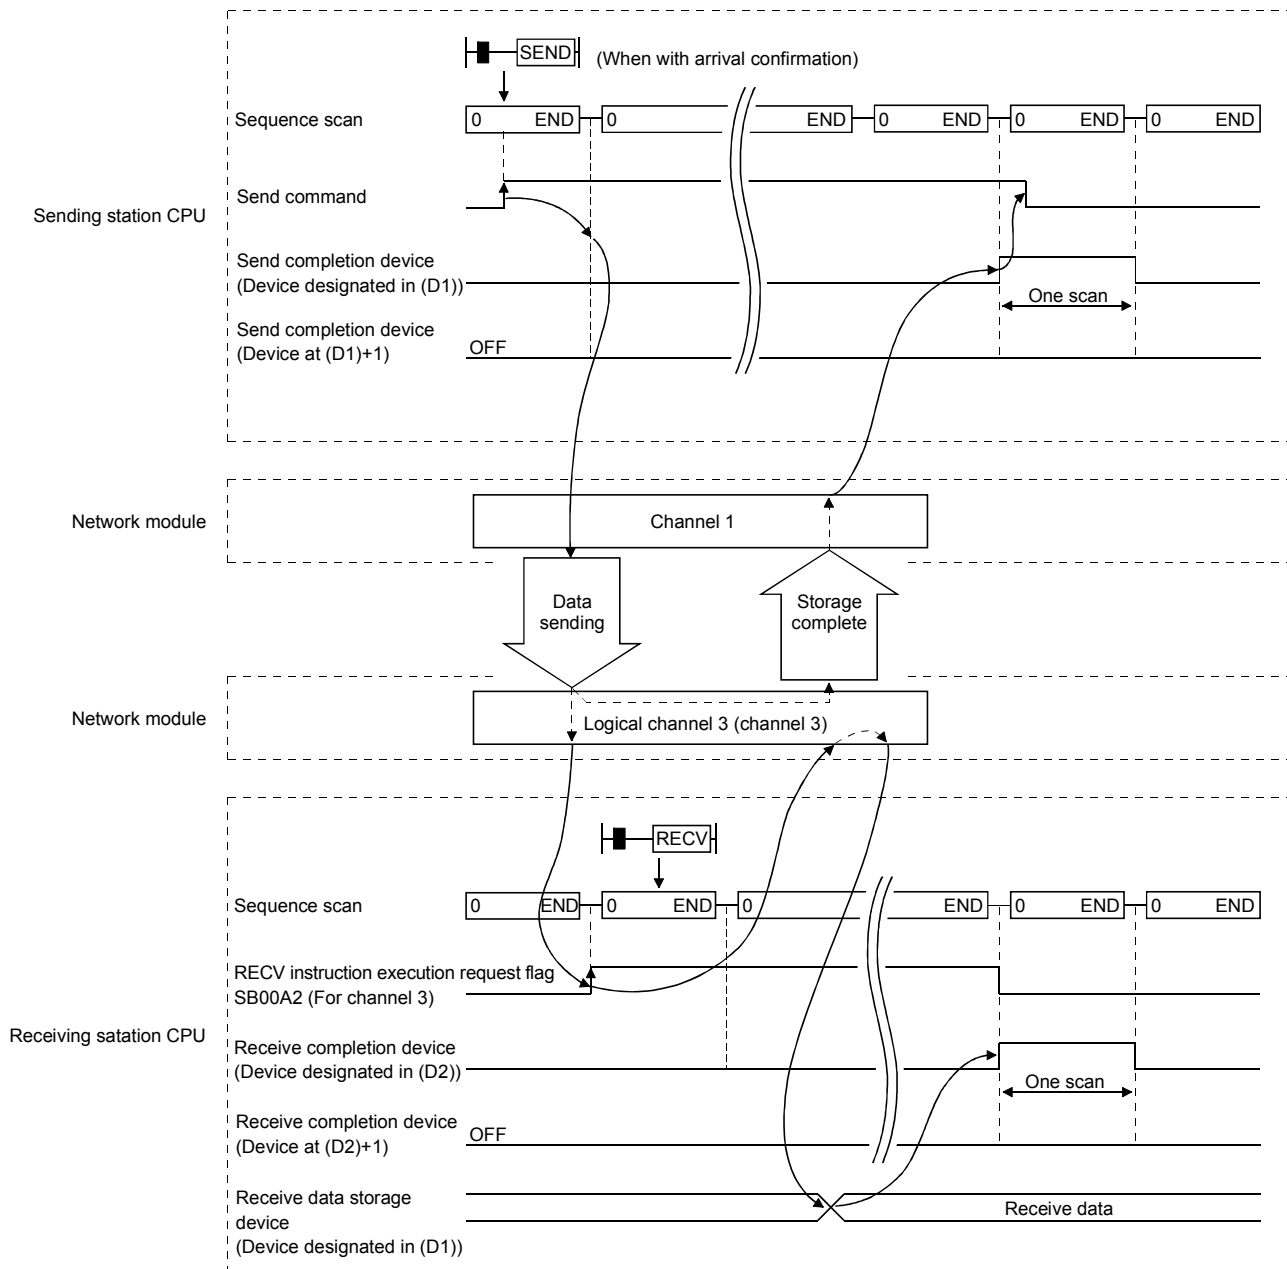 SEND
(When with arrival confirmation)
Sequence scan
0 END 0 END 0 END 0 END 0 END
Send command
Sending station CPU
Send completion device
(Device designated in (D1))
One scan
Send completion device
(Device at (D1)+1)
OFF
Network module
Channel 1
Data
sending
Storage
complete
Network module
Logical channel 3 (channel 3)
RECV
Sequence scan
0 END 0 END 0 END 0 END 0 END
RECV instruction execution request flag
SB00A2 (For channel 3)
Receiving satation CPU
Receive completion device
(Device designated in (D2))
One scan
Receive completion device
(Device at (D2)+1)
OFF
Receive data storage
device
(Device designated in (D1))
Receive data